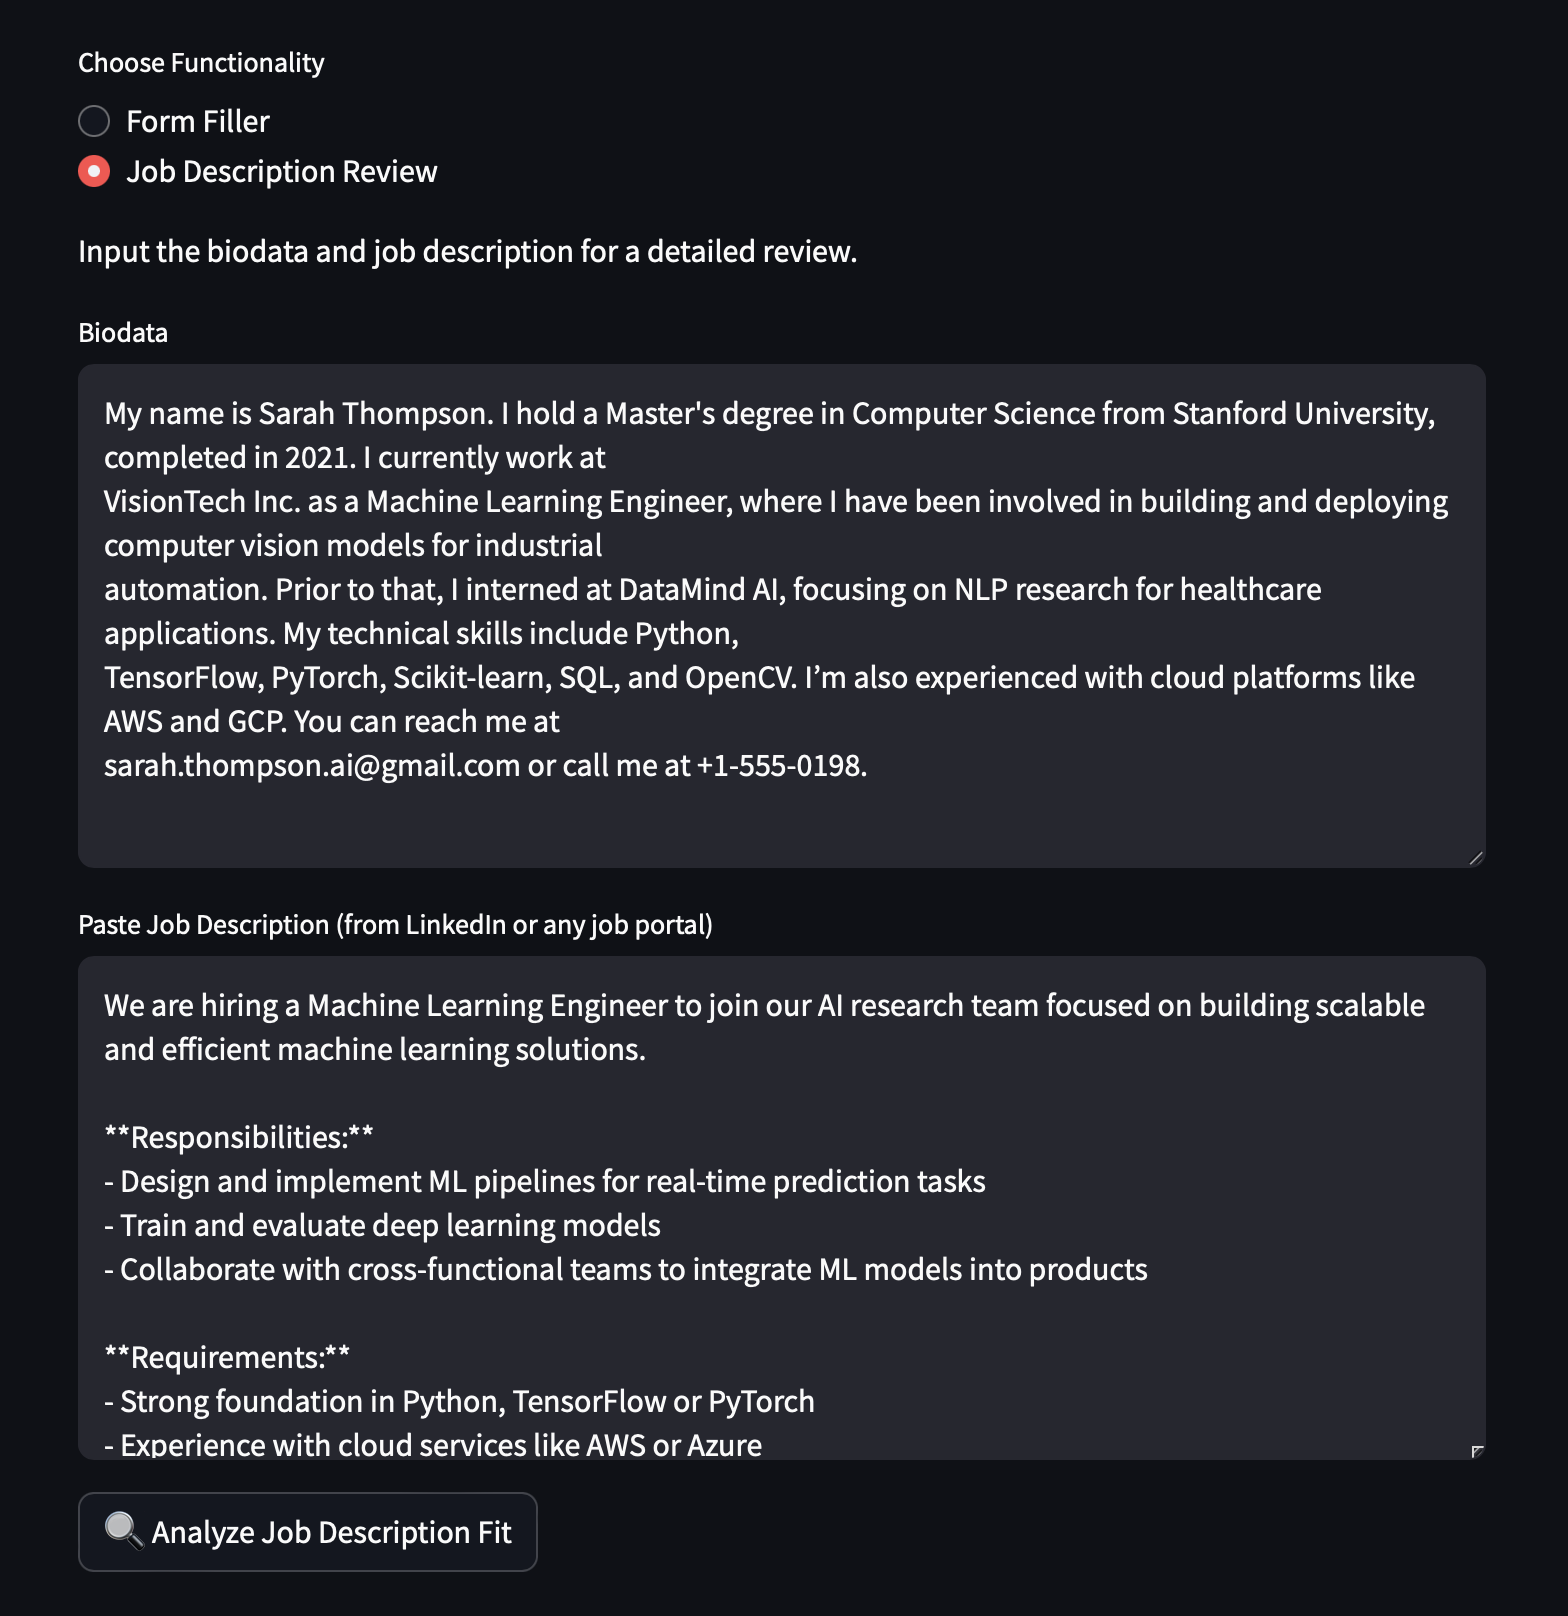 Choose Functionality
Form Filler
Job Description Review
Input the biodata and job description for a detailed review.
Biodata
My name is Sarah Thompson. I hold a Master's degree in Computer Science from Stanford University,
completed in 2021. I currently work at
VisionTech Inc. as a Machine Learning Engineer, where I have been involved in building and deploying
computer vision models for industrial
automation. Prior to that, I interned at DataMind AI, focusing on NLP research for healthcare
applications. My technical skills include Python,
TensorFlow, PyTorch, Scikit-learn, SQL, and OpenCV. I’m also experienced with cloud platforms like
AWS and GCP. You can reach me at
sarah.thompson.ai@gmail.com or call me at +1-555-0198.
Paste Job Description (from LinkedIn or any job portal)
We are hiring a Machine Learning Engineer to join our AI research team focused on building scalable
and efficient machine learning solutions.
**Responsibilities:**
- Design and implement ML pipelines for real-time prediction tasks
- Train and evaluate deep learning models
- Collaborate with cross-functional teams to integrate ML models into products
**Requirements:**
- Strong foundation in Python, TensorFlow or PyTorch
- Experience with cloud services like AWS or Azure
Analyze Job Description Fit